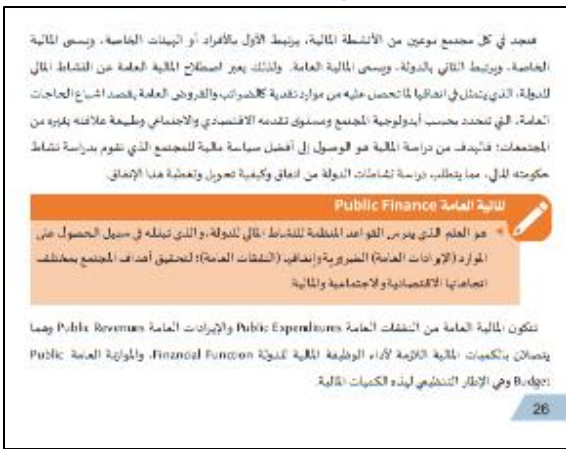 فنجد في كل مجتمع نوعين من الأنشطة المالية، يرتبط الأول بالأفراد أو الهيئات الخاصة، ويسمى المالية
الخاصة، ويرتبط الثاني بالدولة، ويسمى المالية العامة. ولذلك يعبر اصطلاح المالية العامة عن النشاط المالي
للدولة، الذي يتمثل في انفاقها لما تحصل عليه من موارد نقدية كالضرائب والقروض العامة بقصد اشباع الحاجات
العامة، التي تتحدد بحسب أيدولوجية المجتمع ومستوى تقدمه الاقتصادي والاجتماعي وطبيعة علاقته بغيره من
المجتمعات؛ فالهدف من دراسة المالية هو الوصول إلى أفضل سياسة مالية للمجتمع الذي تقوم بدراسة نشاط
حكومته المالي، مما يتطلب دراسة نشاطات الدولة من انفاق وكيفية تمويل وتغطية هذا الإنفاق.
المالية العامة Public Finance
هو العلم الذي يدرس القواعد المنظمة للنشاط المالي للدولة، والذي تبذله في سبيل الحصول على
الموارد (الإيرادات العامة) الضرورية وإنفاقها (النفقات العامة)؛ لتحقيق أهداف المجتمع بمختلف
اتجاهاتها الاقتصادية والاجتماعية والمالية.
تتكون المالية العامة من النفقات العامة Public Expenditures والإيرادات العامة Public Revenues وهما
يتصلان بالكميات المالية اللازمة لأداء الوظيفة المالية للدولة Financial Function، والموازنة العامة Public
Budget وهي الإطار التنظيمي لهذه الكميات المالية.
26